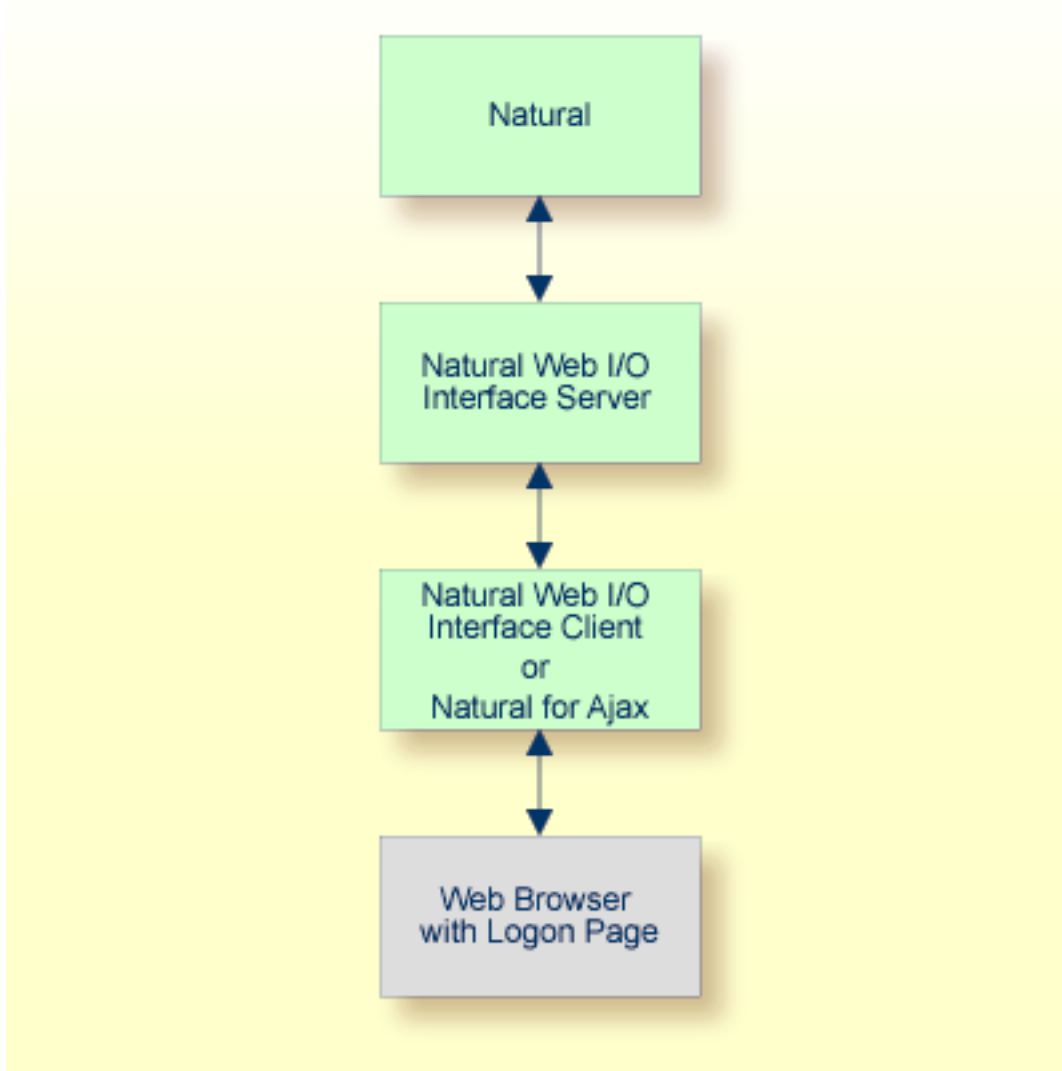 Natural
Natural Web I/O
Interface Server
Natural Web I/O
Interface Client
or
Natural for Ajax
Web Browser
with Logon Page